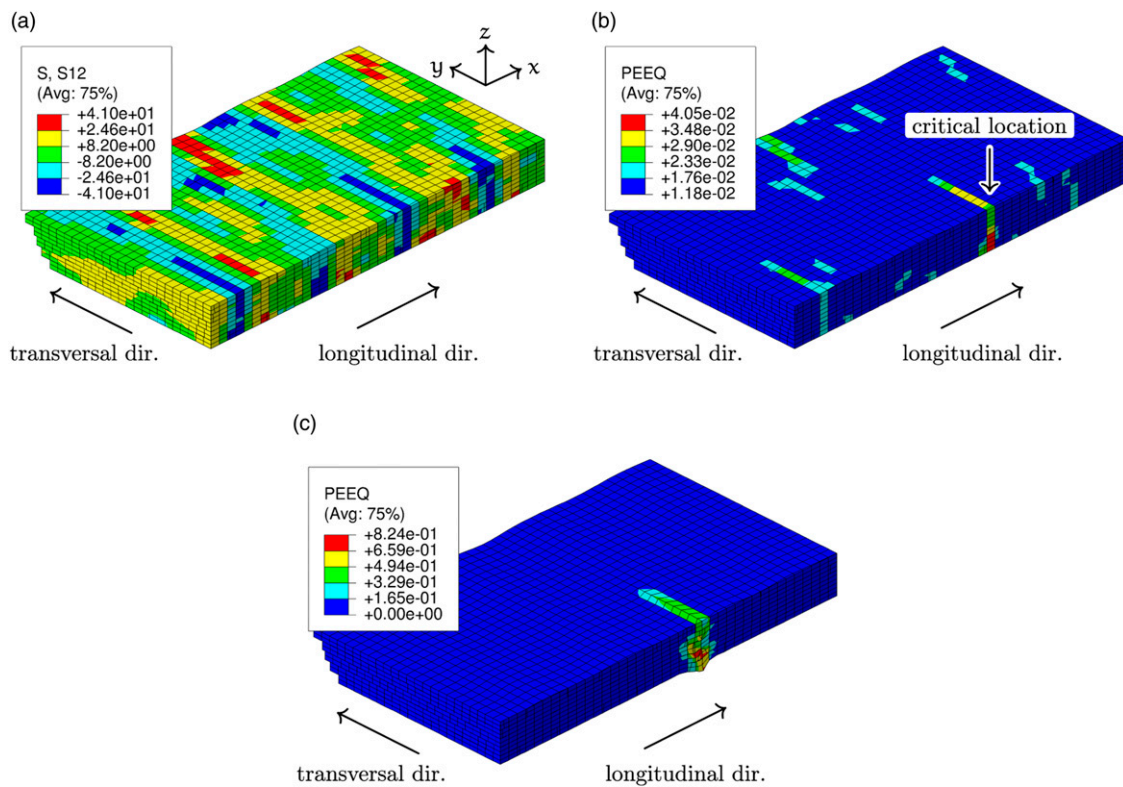 (a)
S, S12
(Avg: 75%)
+4.10e+01
+2.46e+01
+8.20e+00
-8.20e+00
-2.46e+01
-4.10e+01
z
y
x
transversal dir.
longitudinal dir.
(b)
PEEQ
(Avg: 75%)
+4.05e-02
+3.48e-02
+2.90e-02
+2.33e-02
+1.76e-02
+1.18e-02
critical location
transversal dir.
longitudinal dir.
(c)
PEEQ
(Avg: 75%)
+8.24e-01
+6.59e-01
+4.94e-01
+3.29e-01
+1.65e-01
+0.00e+00
transversal dir.
longitudinal dir.